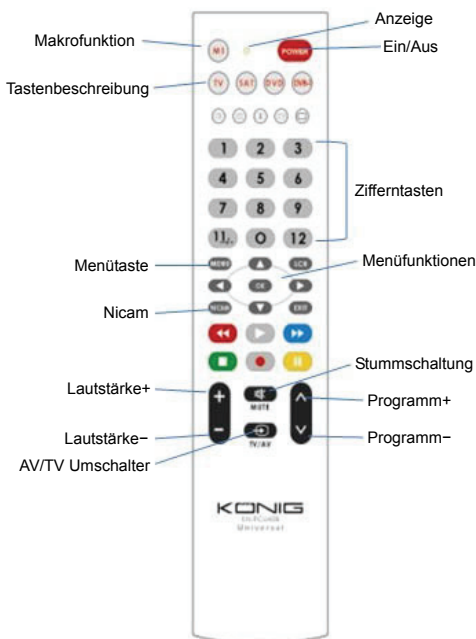 Anzeige
Makrofunktion
M1
POWER
Ein/Aus
Tastenbeschreibung
TV SAT DVD
1 2 3
4 5 6
7 8 9
11 0 12
Zifferntasten
Menütaste
MENU
Menüfunktionen
OK
Nicam
NICAM
EXIT
Stummschaltung
Lautstärke+
+
MUTE
Programm+
Lautstärke−
−
Programm−
AV/TV Umschalter
TV/AV
KÖNIG
Universal